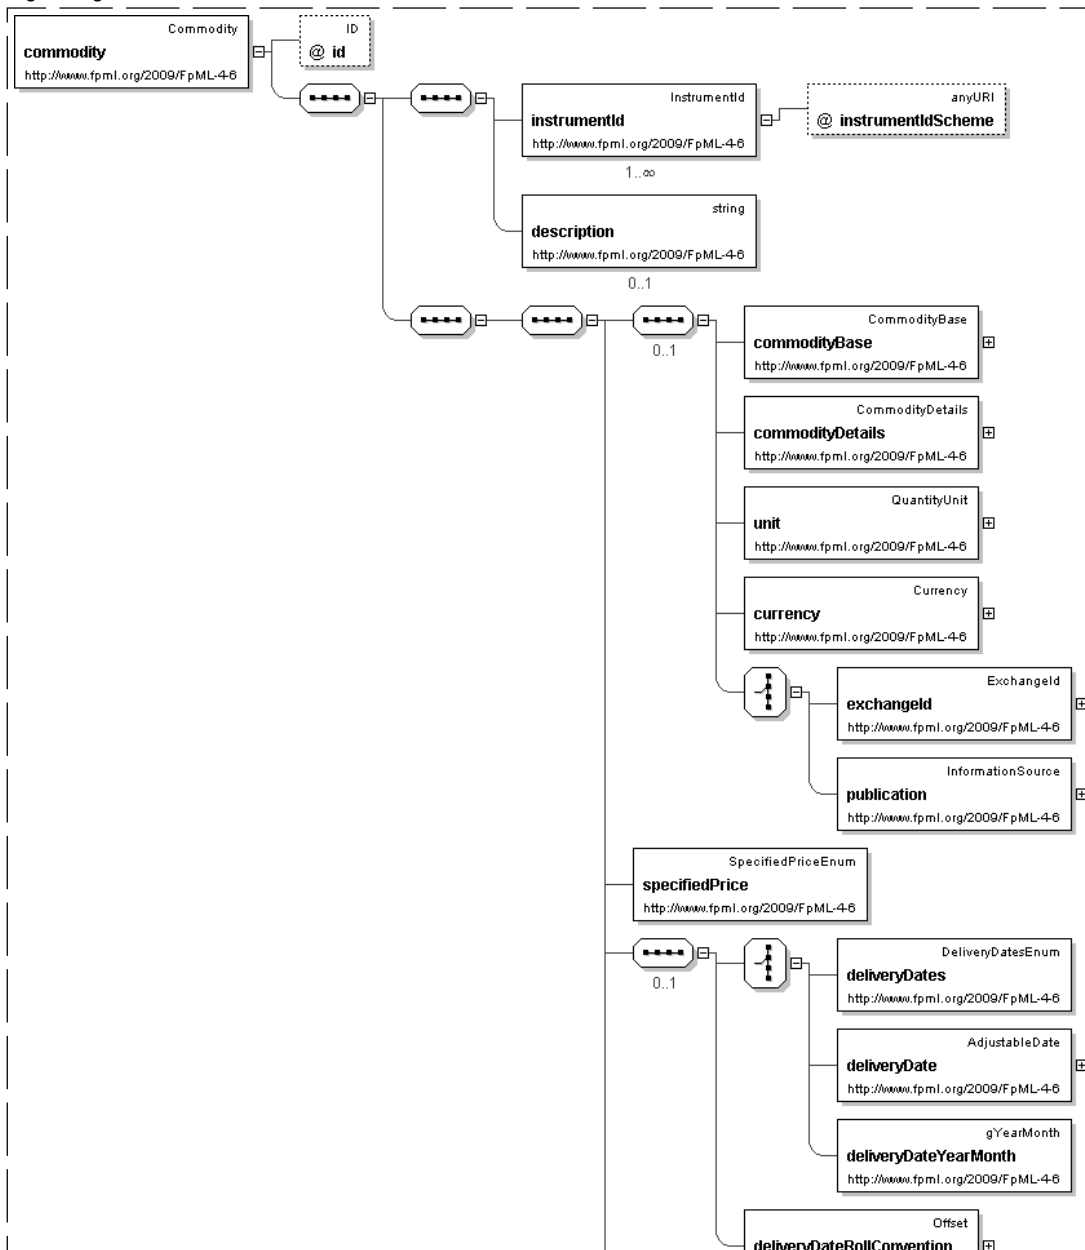 Commodity
commodity
http://www.fpml.org/2009/FpML-4-6
ID
@ id
InstrumentId
instrumentId
http://www.fpml.org/2009/FpML-4-6
1..∞
anyURI
@ instrumentIdScheme
string
description
http://www.fpml.org/2009/FpML-4-6
0..1
0..1
CommodityBase
commodityBase
http://www.fpml.org/2009/FpML-4-6
CommodityDetails
commodityDetails
http://www.fpml.org/2009/FpML-4-6
QuantityUnit
unit
http://www.fpml.org/2009/FpML-4-6
Currency
currency
http://www.fpml.org/2009/FpML-4-6
ExchangeId
exchangeId
http://www.fpml.org/2009/FpML-4-6
InformationSource
publication
http://www.fpml.org/2009/FpML-4-6
SpecifiedPriceEnum
specifiedPrice
http://www.fpml.org/2009/FpML-4-6
0..1
DeliveryDatesEnum
deliveryDates
http://www.fpml.org/2009/FpML-4-6
AdjustableDate
deliveryDate
http://www.fpml.org/2009/FpML-4-6
gYearMonth
deliveryDateYearMonth
http://www.fpml.org/2009/FpML-4-6
Offset
deliveryDateRollConvention